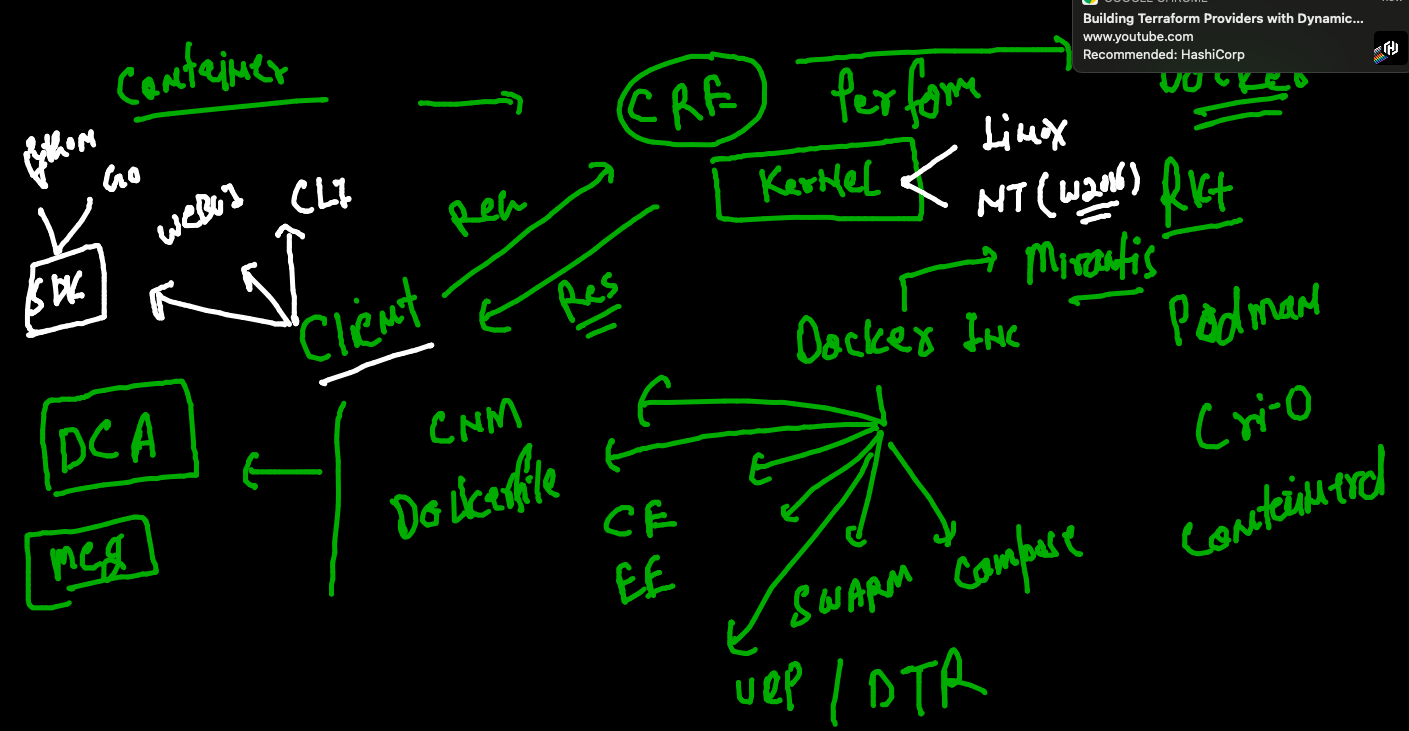 GOOGLE CHROME
Building Terraform Providers with Dynamic...
www.youtube.com
Recommended: HashiCorp
Container
CRE
Perform
Docker
Kernel
Linux
NT (W2016)
Rkt
Python
Go
WebUI
CLI
SDK
Req
Res
Client
Mirantis
Docker Inc
Podman
Cri-O
Containerd
DCA
MCQ
CNM
Dockerfile
CE
EE
Swarm
Compose
UCP / DTR